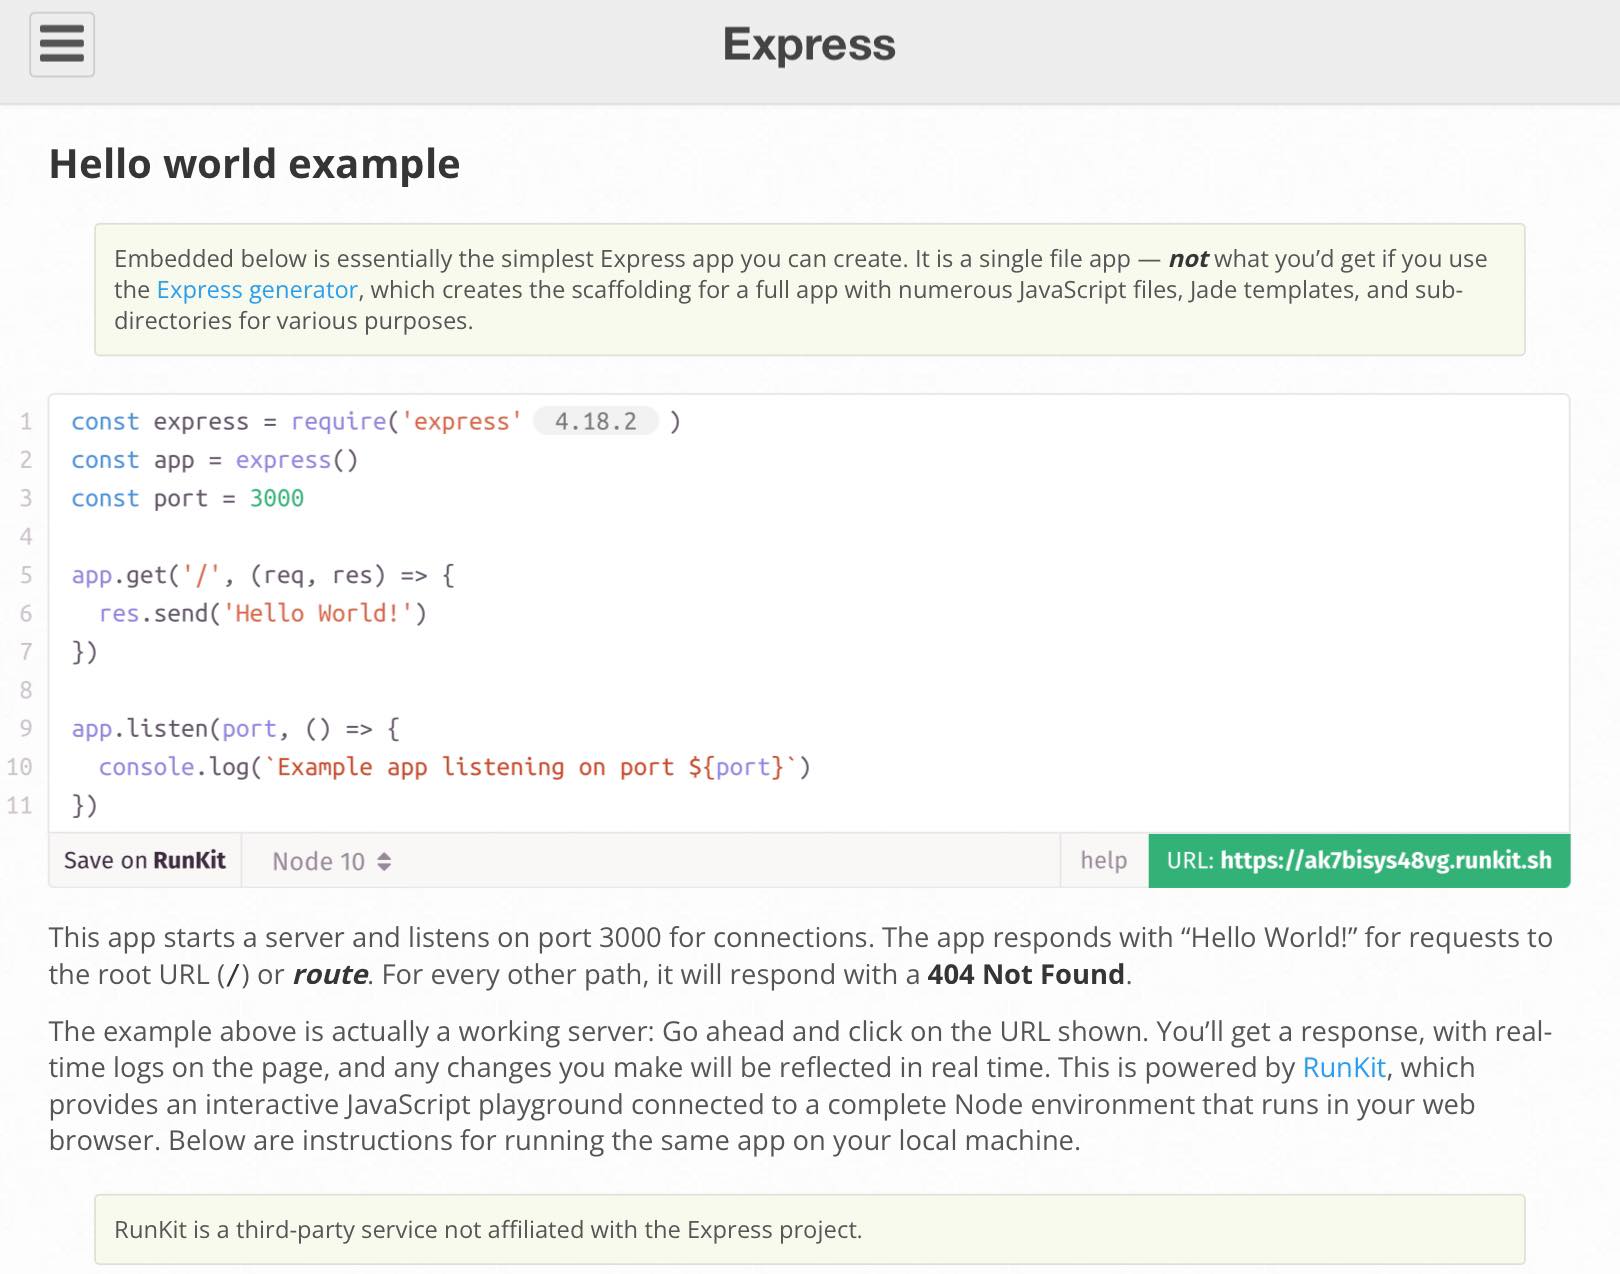 Express
Hello world example
Embedded below is essentially the simplest Express app you can create. It is a single file app — not what you’d get if you use
the Express generator, which creates the scaffolding for a full app with numerous JavaScript files, Jade templates, and sub-
directories for various purposes.
1 const express = require('express' 4.18.2 )
2 const app = express()
3 const port = 3000
4
5 app.get('/', (req, res) => {
6   res.send('Hello World!')
7 })
8
9 app.listen(port, () => {
10   console.log(`Example app listening on port ${port}`)
11 })
Save on RunKit Node 10 help URL: https://ak7bisys48vg.runkit.sh
This app starts a server and listens on port 3000 for connections. The app responds with “Hello World!” for requests to
the root URL (/) or route. For every other path, it will respond with a 404 Not Found.
The example above is actually a working server: Go ahead and click on the URL shown. You’ll get a response, with real-
time logs on the page, and any changes you make will be reflected in real time. This is powered by RunKit, which
provides an interactive JavaScript playground connected to a complete Node environment that runs in your web
browser. Below are instructions for running the same app on your local machine.
RunKit is a third-party service not affiliated with the Express project.